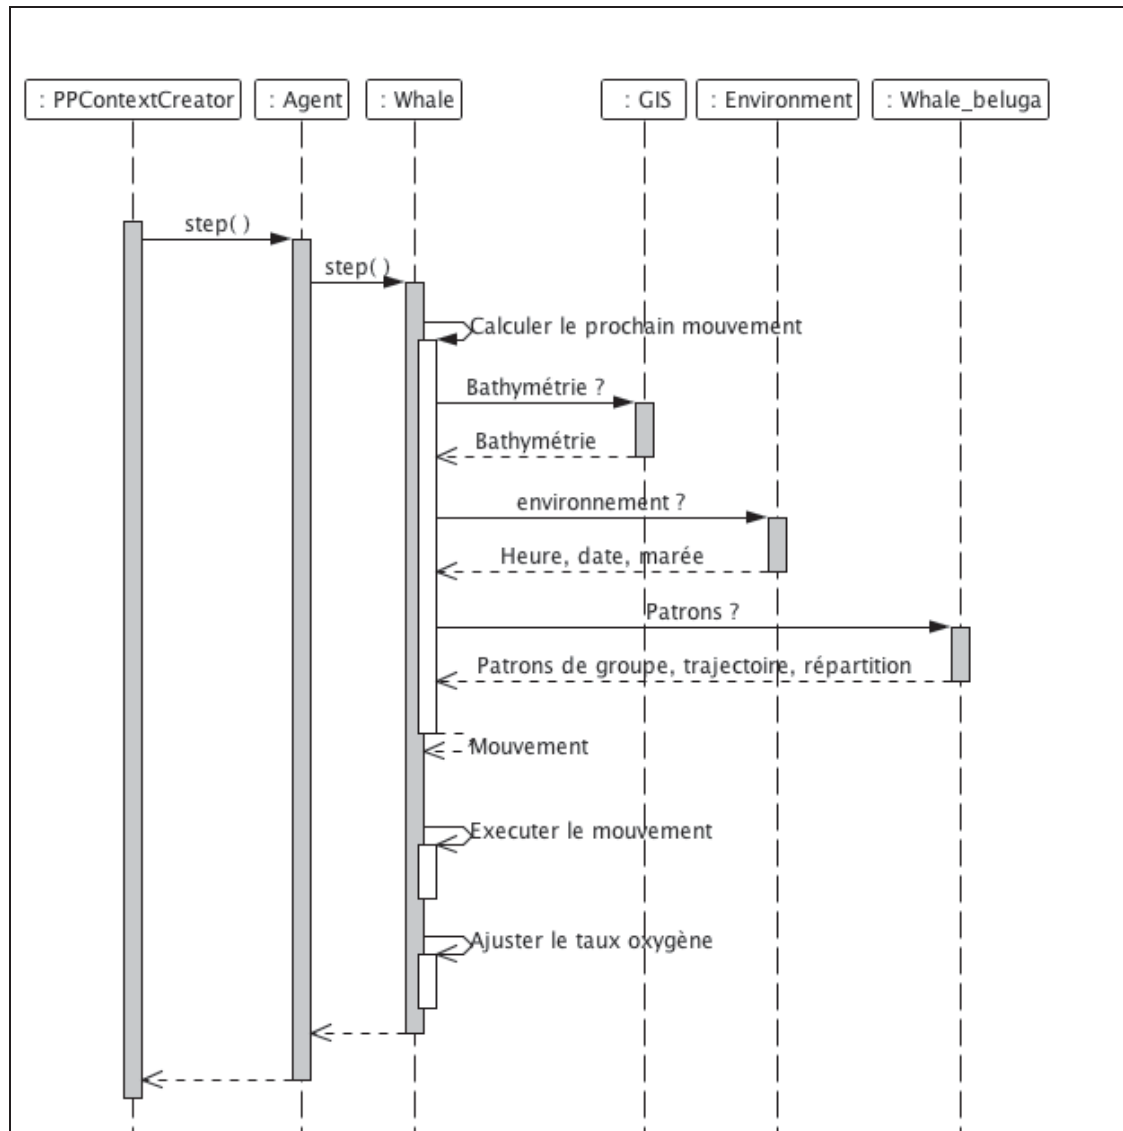 : PPContextCreator
: Agent
: Whale
: GIS
: Environment
: Whale_beluga
step( )
step( )
Calculer le prochain mouvement
Bathymétrie ?
Bathymétrie
environnement ?
Heure, date, marée
Patrons ?
Patrons de groupe, trajectoire, répartition
Mouvement
Executer le mouvement
Ajuster le taux oxygène